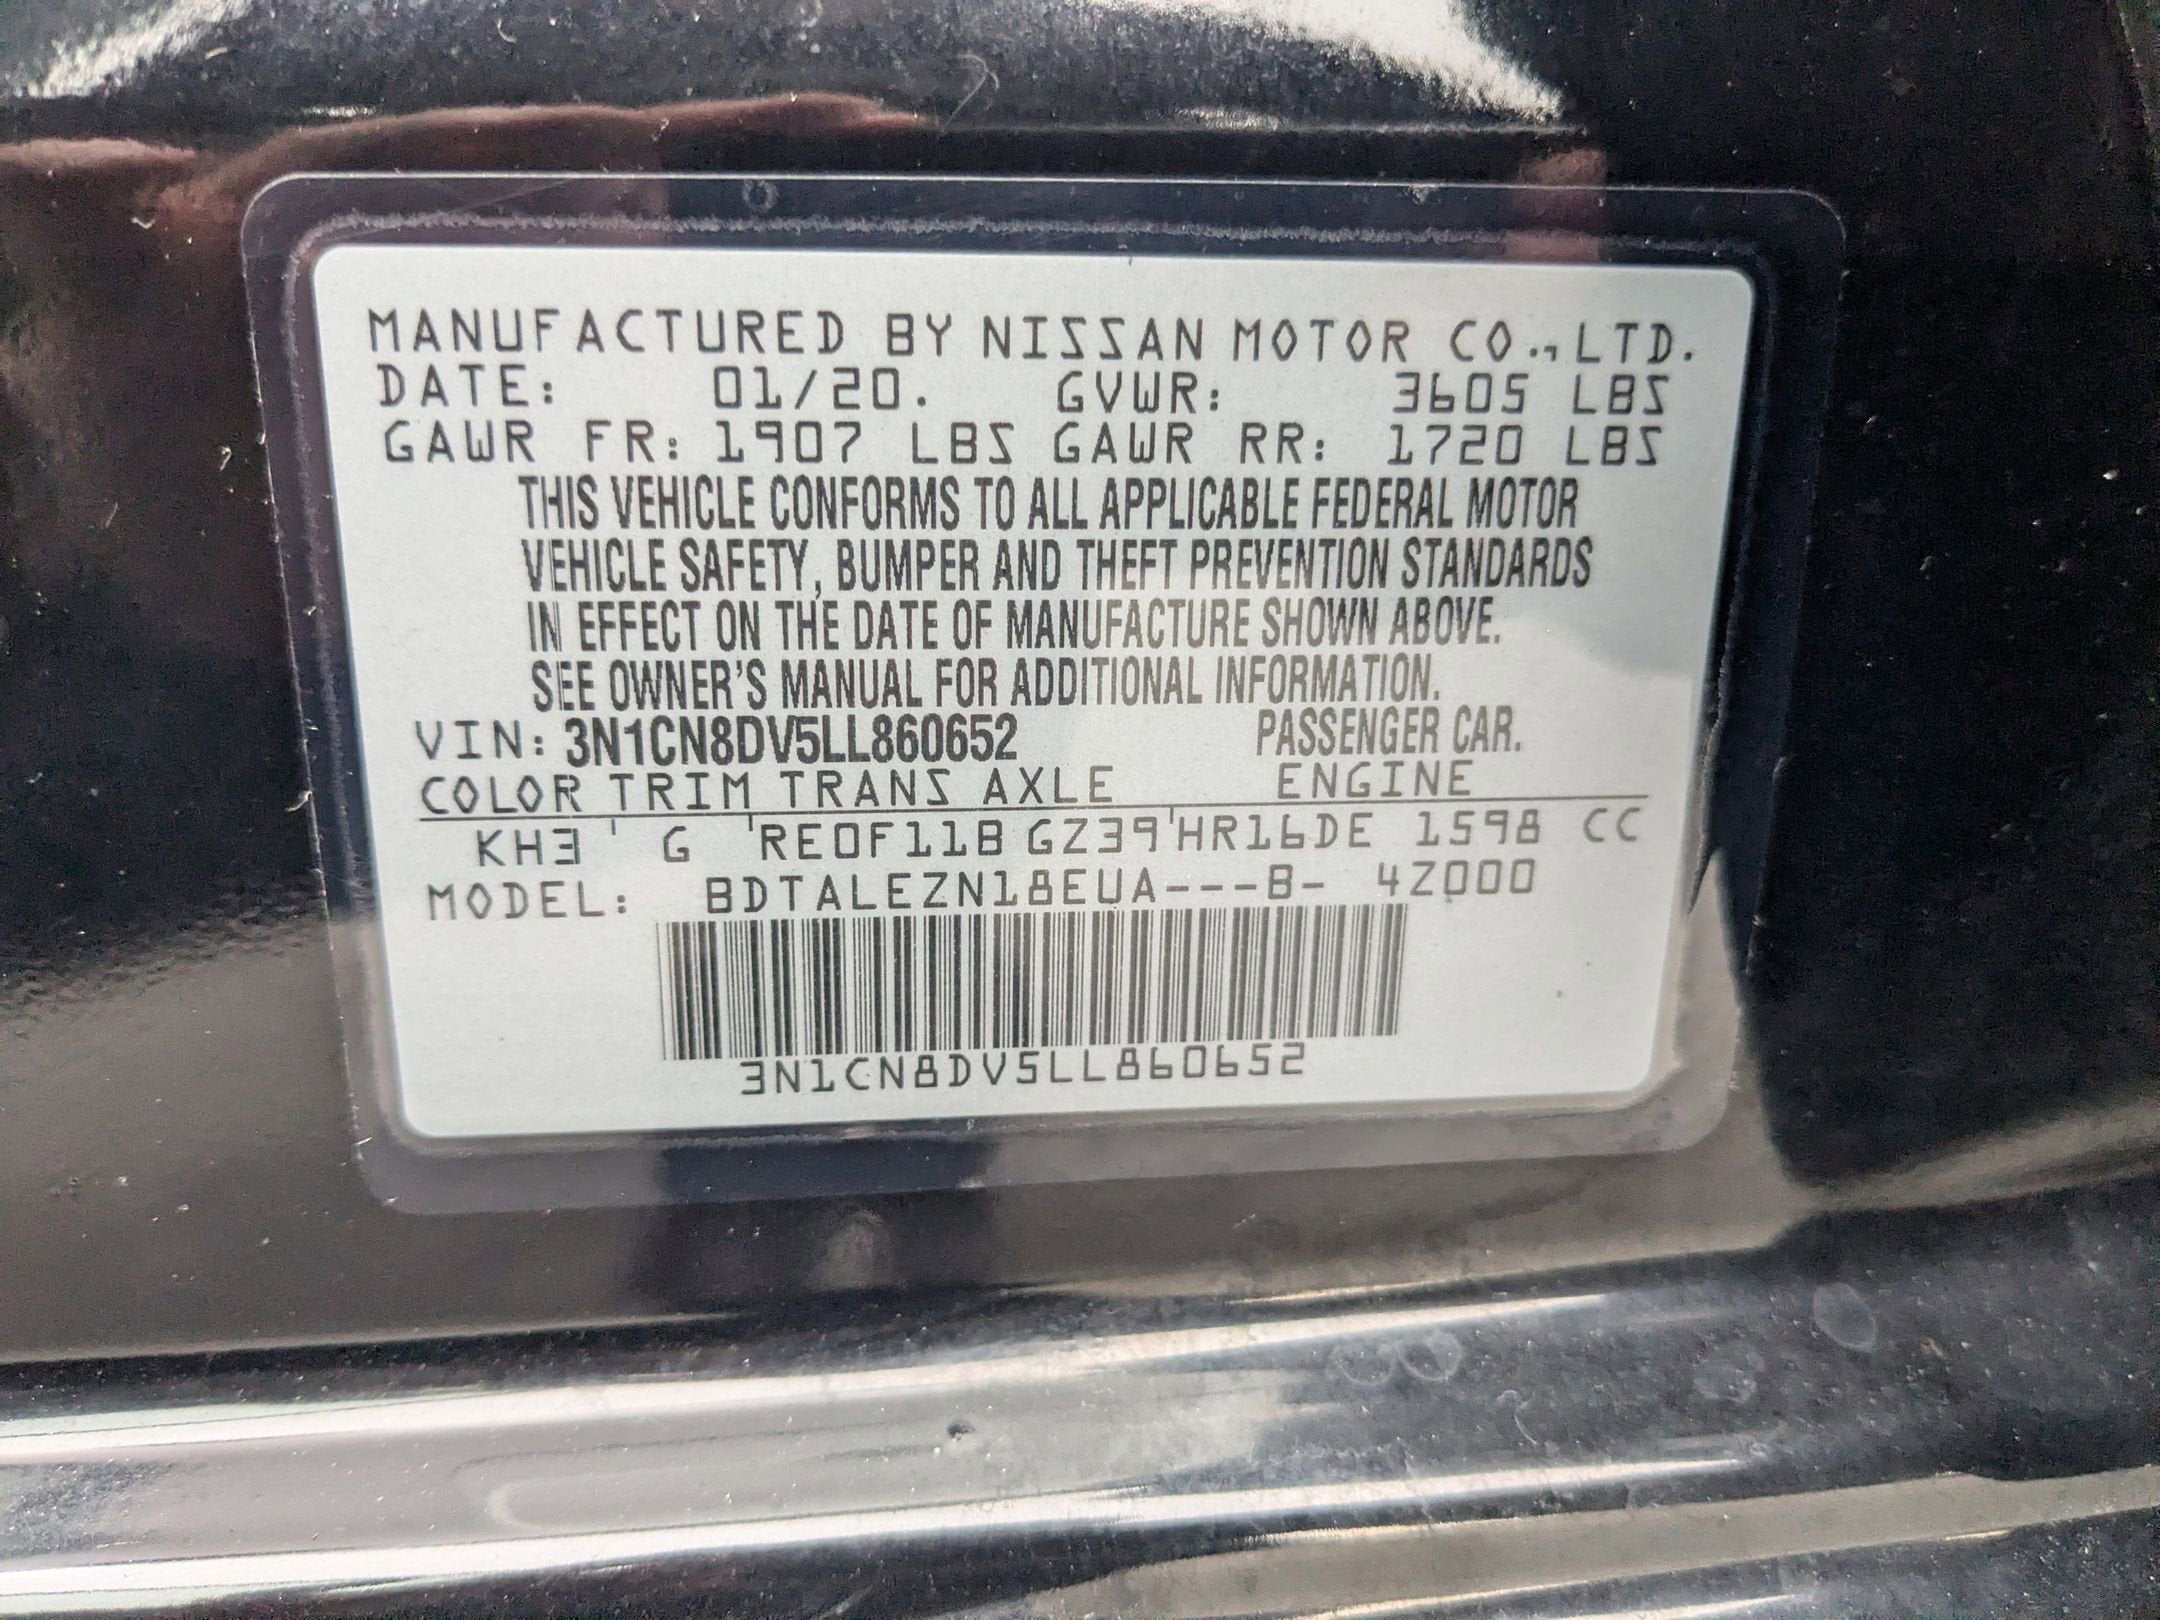 MANUFACTURED BY NISSAN MOTOR CO.,LTD.
DATE: 01/20. GVWR: 3605 LBS
GAWR FR: 1907 LBS GAWR RR: 1720 LBS
THIS VEHICLE CONFORMS TO ALL APPLICABLE FEDERAL MOTOR
VEHICLE SAFETY, BUMPER AND THEFT PREVENTION STANDARDS
IN EFFECT ON THE DATE OF MANUFACTURE SHOWN ABOVE.
SEE OWNER'S MANUAL FOR ADDITIONAL INFORMATION.
VIN: 3N1CN8DV5LL860652 PASSENGER CAR.
COLOR TRIM TRANS AXLE ENGINE
KH3 ' G 'RE0F11B GZ39'HR16DE 1598 CC
MODEL: BDTALEZN18EUA---B- 4Z000
3N1CN8DV5LL860652